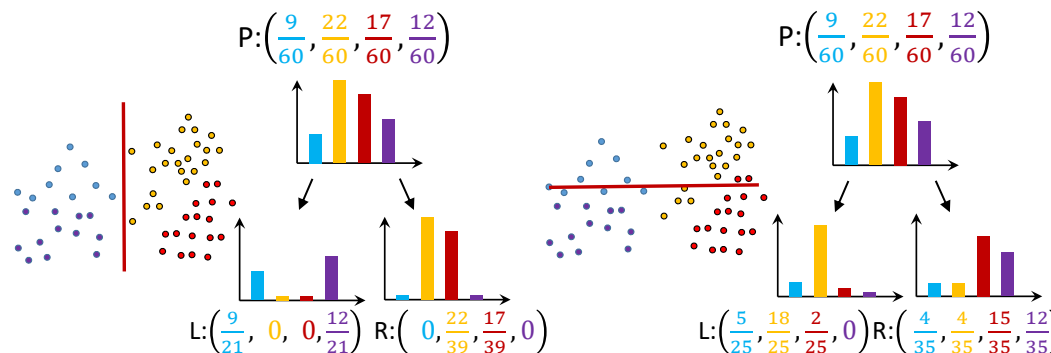 P:(9/60, 22/60, 17/60, 12/60)
L:(9/21, 0, 0, 12/21) R:( 0, 22/39, 17/39, 0)
P:(9/60, 22/60, 17/60, 12/60)
L:(5/25, 18/25, 2/25, 0) R:(4/35, 4/35, 15/35, 12/35)